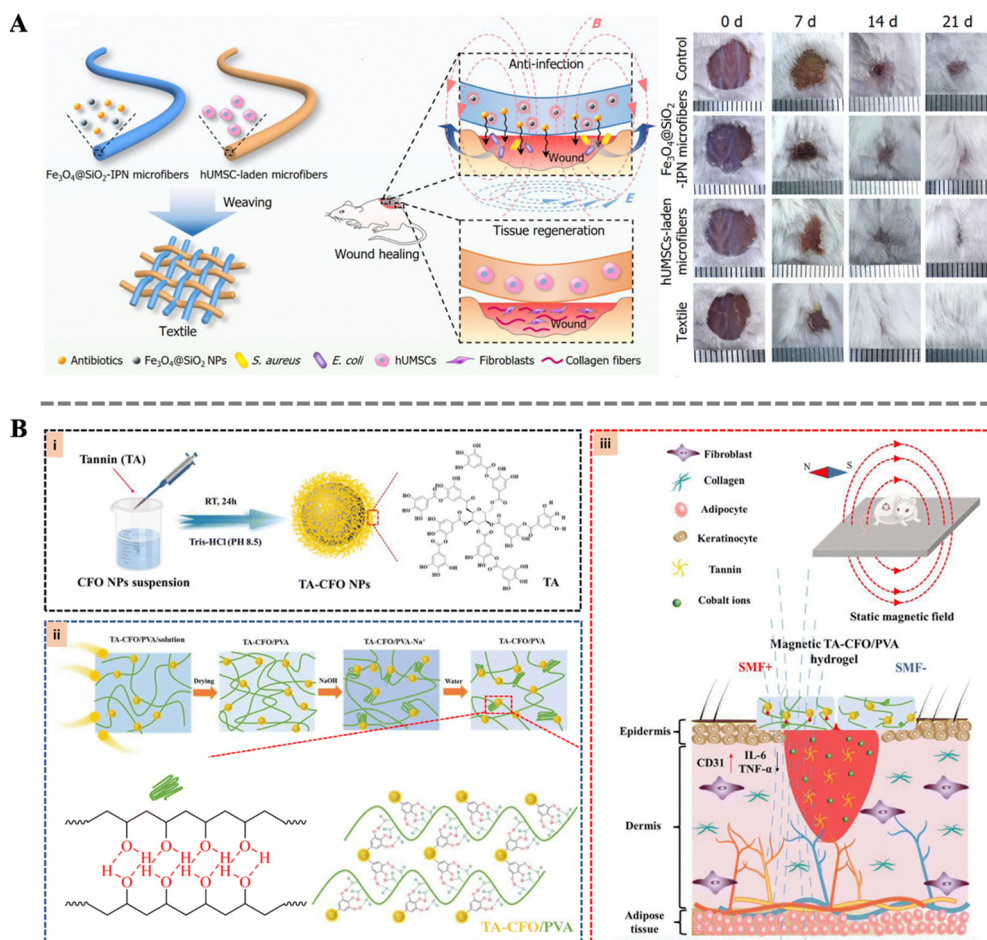 A
Fe3O4@SiO2-IPN microfibers
hUMSC-laden microfibers
Weaving
Textile
Wound healing
Anti-infection
B
Wound
E
Tissue regeneration
Wound
Antibiotics
Fe3O4@SiO2 NPs
S. aureus
E. coli
hUMSCs
Fibroblasts
Collagen fibers
0 d
7 d
14 d
21 d
Control
Fe3O4@SiO2
-IPN microfibers
hUMSCs-laden
microfibers
Textile
B
i
Tannin (TA)
CFO NPs suspension
RT, 24h
Tris-HCl (PH 8.5)
TA-CFO NPs
TA
ii
TA-CFO/PVA/solution
Drying
TA-CFO/PVA
NaOH
TA-CFO/PVA-Na+
Water
TA-CFO/PVA
H H H H
O O O O
H H H H
O O O O
TA-CFO/PVA
iii
Fibroblast
Collagen
Adipocyte
Keratinocyte
Tannin
Cobalt ions
N
S
Static magnetic field
Magnetic TA-CFO/PVA
hydrogel
SMF+
SMF-
Epidermis
CD31
IL-6
TNF-α
Dermis
Adipose
tissue